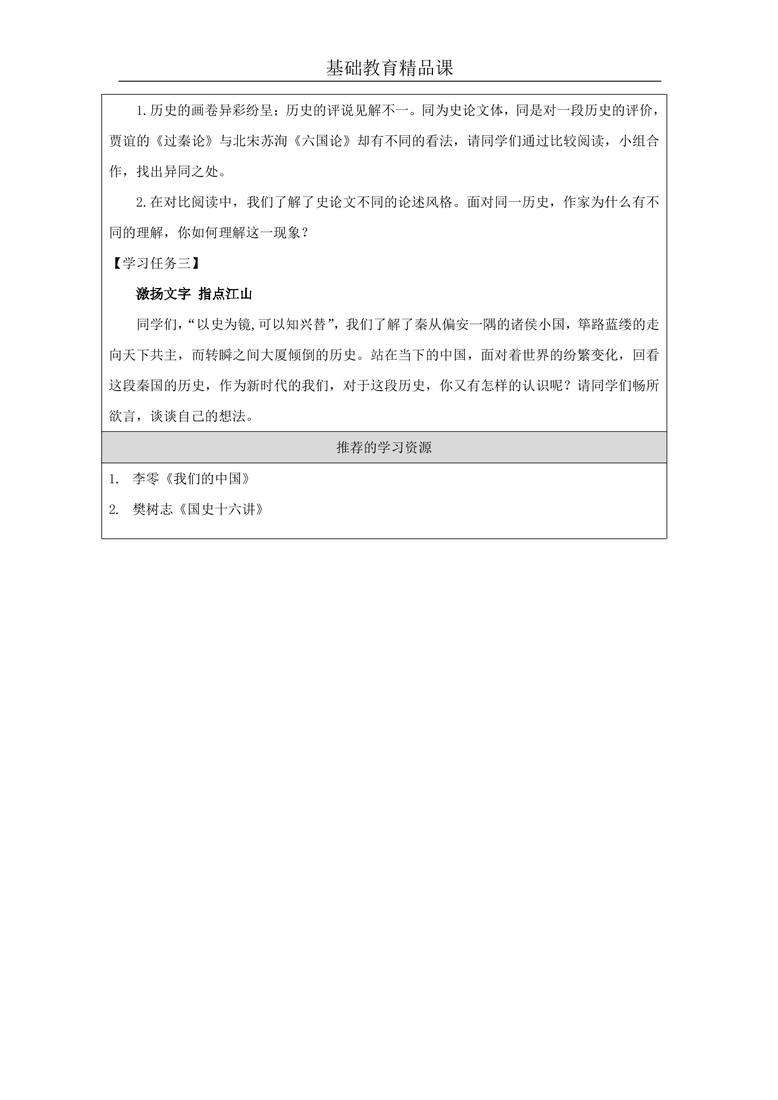 基础教育精品课
1.历史的画卷异彩纷呈；历史的评说见解不一。同为史论文体，同是对一段历史的评价，
贾谊的《过秦论》与北宋苏洵《六国论》却有不同的看法，请同学们通过比较阅读，小组合
作，找出异同之处。
2.在对比阅读中，我们了解了史论文不同的论述风格。面对同一历史，作家为什么有不
同的理解，你如何理解这一现象？
【学习任务三】
激扬文字 指点江山
同学们，“以史为镜,可以知兴替”，我们了解了秦从偏安一隅的诸侯小国，筚路蓝缕的走
向天下共主，而转瞬之间大厦倾倒的历史。站在当下的中国，面对着世界的纷繁变化，回看
这段秦国的历史，作为新时代的我们，对于这段历史，你又有怎样的认识呢？请同学们畅所
欲言，谈谈自己的想法。
推荐的学习资源
1. 李零《我们的中国》
2. 樊树志《国史十六讲》